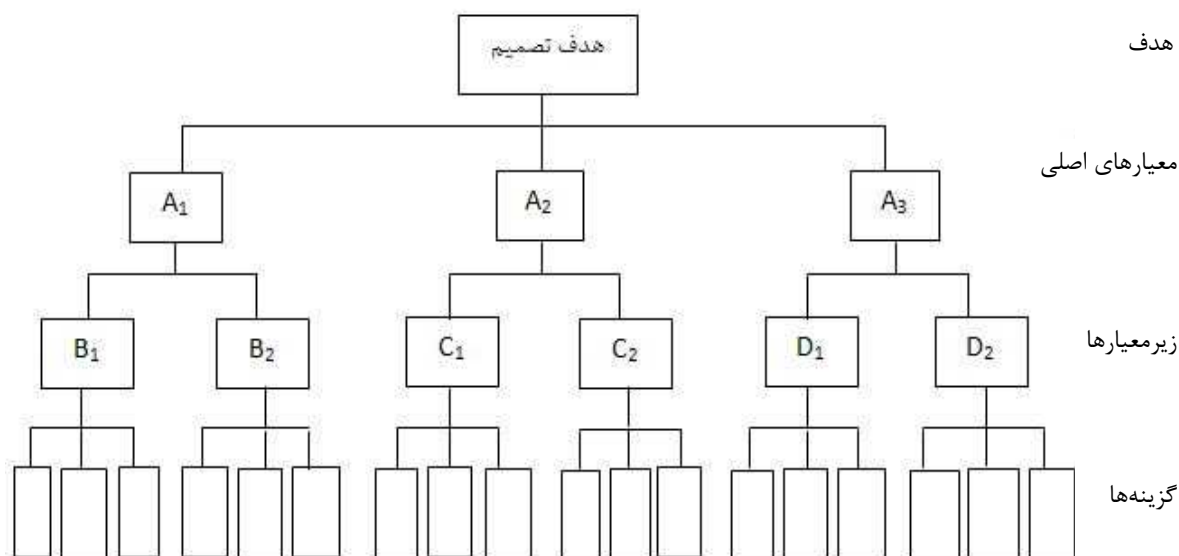 هدف تصمیم
هدف
معیارهای اصلی
A₁
A₂
A₃
زیرمعیارها
B₁
B₂
C₁
C₂
D₁
D₂
گزینه‌ها